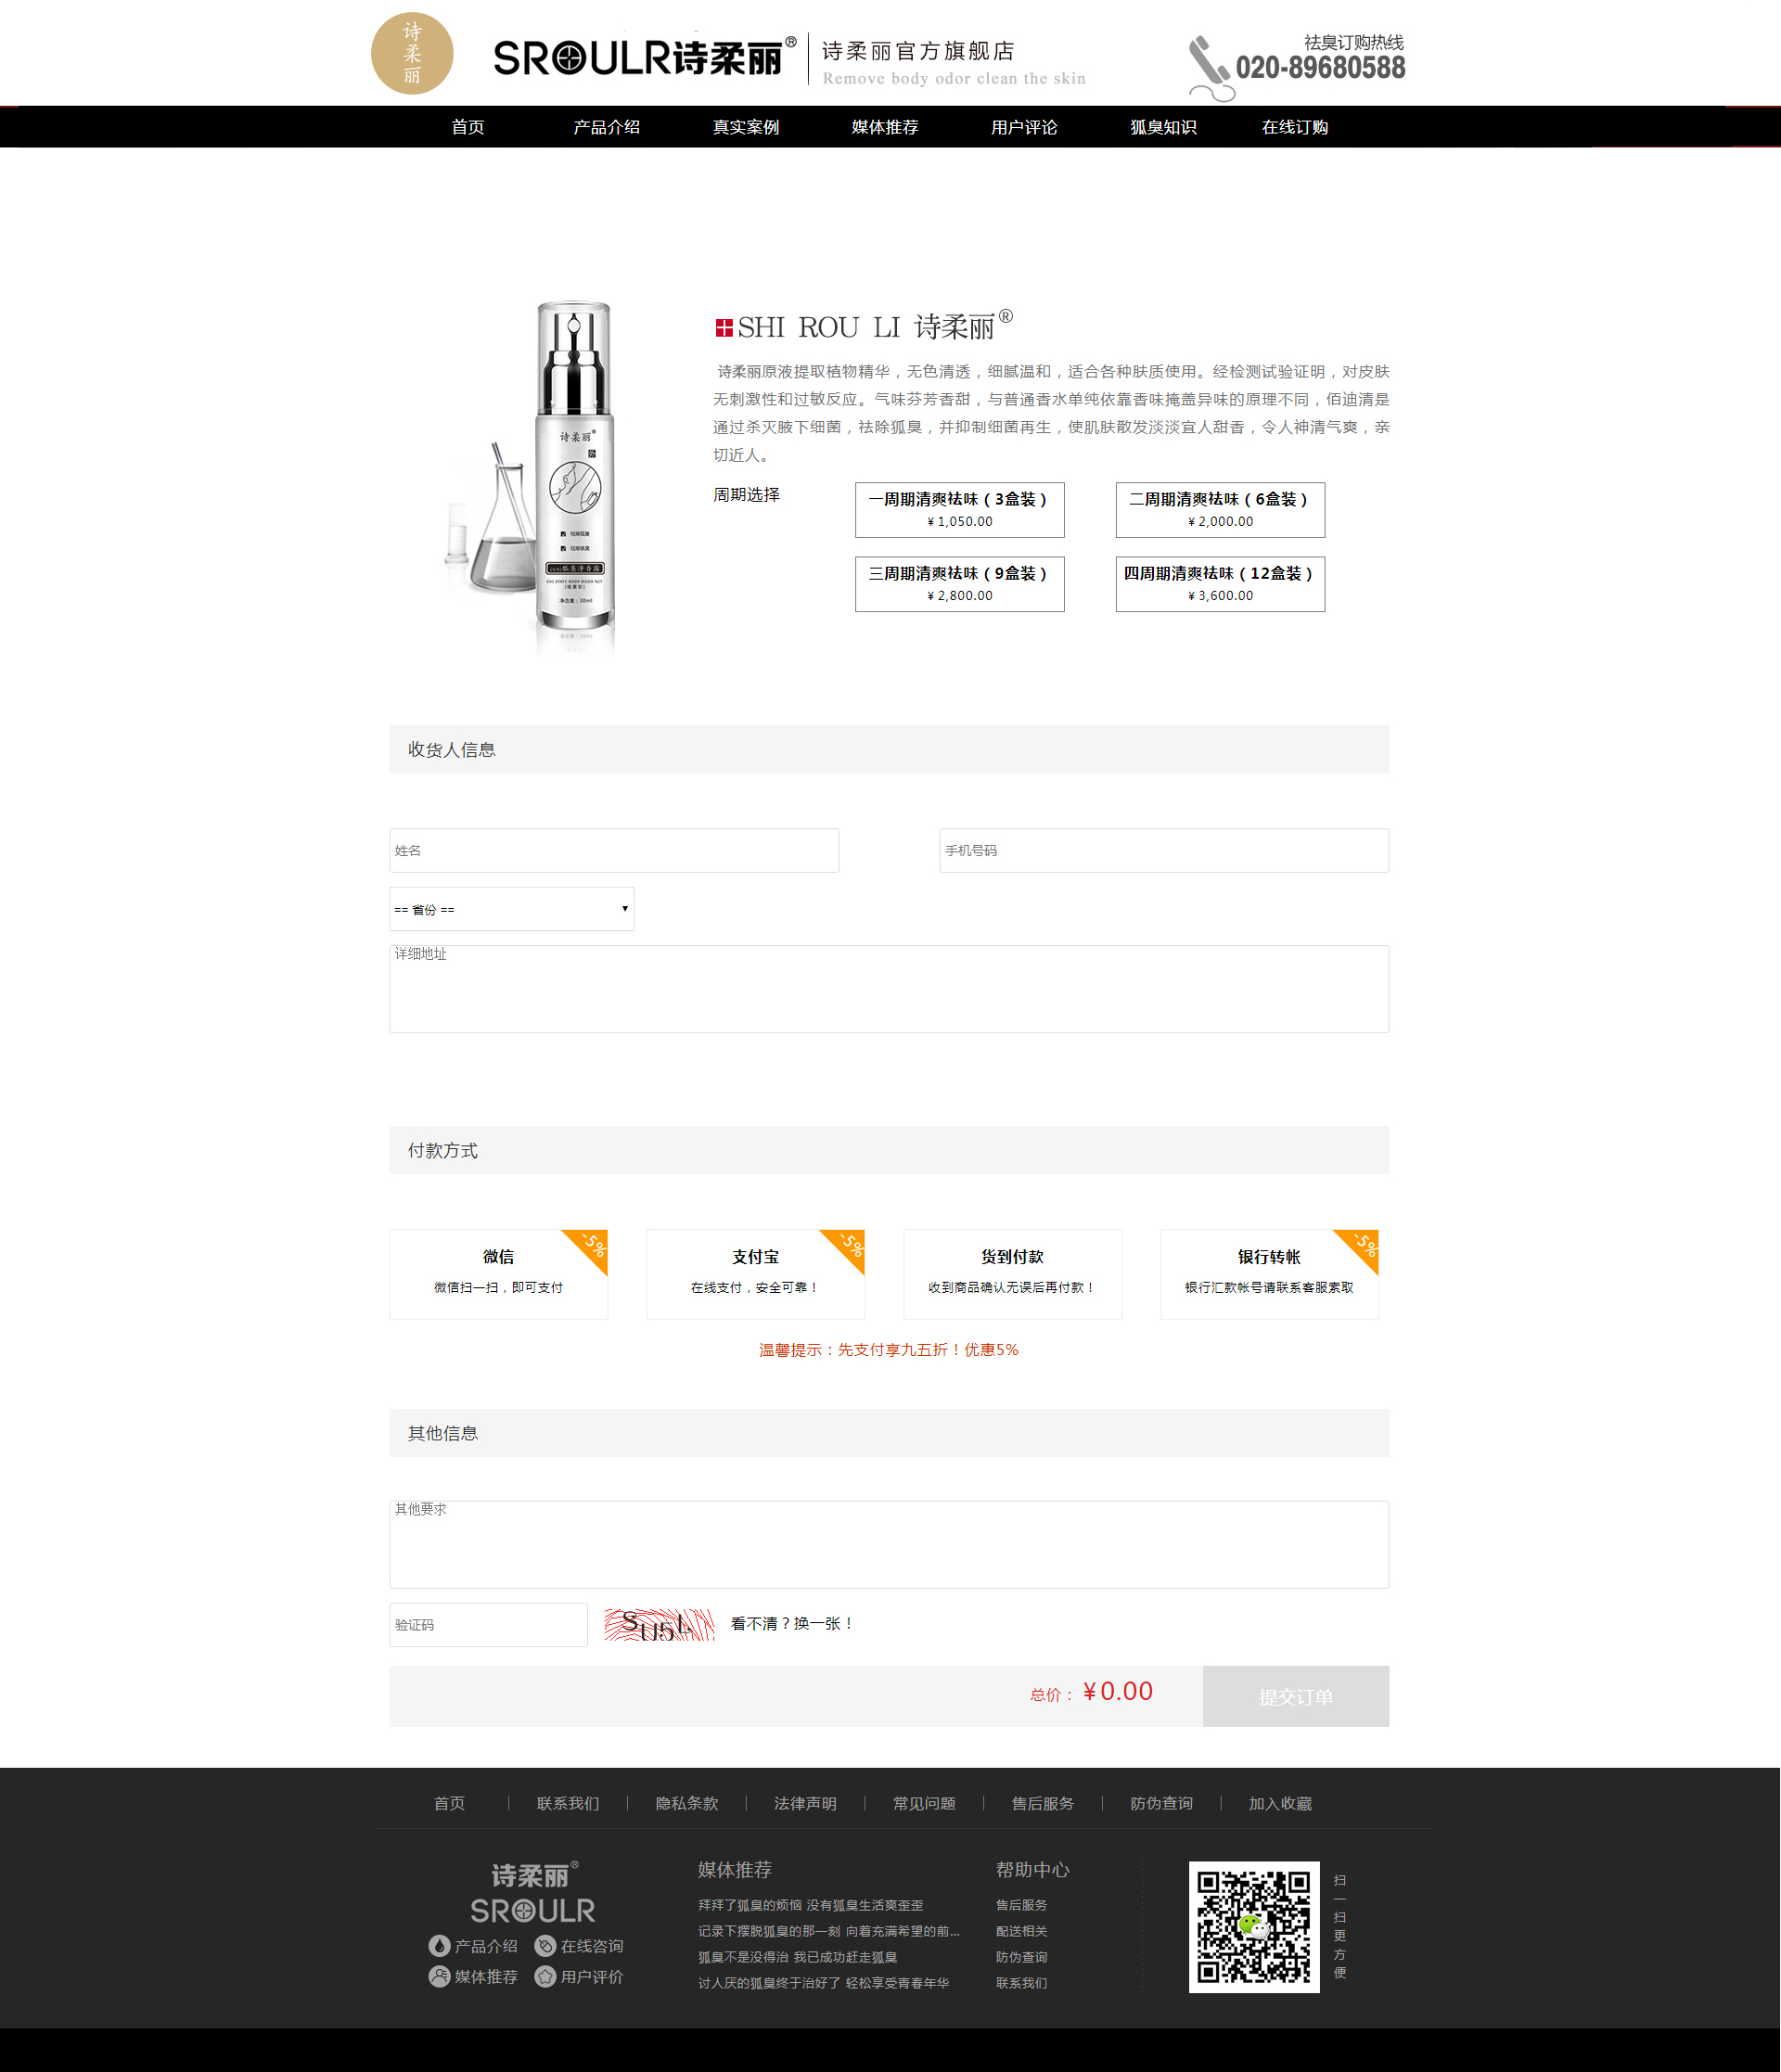 诗柔丽
SROULR诗柔丽®
诗柔丽官方旗舰店
Remove body odor clean the skin
祛臭订购热线
020-89680588
首页 产品介绍 真实案例 媒体推荐 用户评论 狐臭知识 在线订购
诗柔丽®
祛除狐臭
祛除体臭
狐臭净香露
净含量:30ml
SHI ROU LI 诗柔丽®
诗柔丽原液提取植物精华，无色清透，细腻温和，适合各种肤质使用。经检测试验证明，对皮肤
无刺激性和过敏反应。气味芬芳香甜，与普通香水单纯依靠香味掩盖异味的原理不同，佰迪清是
通过杀灭腋下细菌，祛除狐臭，并抑制细菌再生，使肌肤散发淡淡宜人甜香，令人神清气爽，亲
切近人。
周期选择
一周期清爽祛味（3盒装）
¥ 1,050.00
二周期清爽祛味（6盒装）
¥ 2,000.00
三周期清爽祛味（9盒装）
¥ 2,800.00
四周期清爽祛味（12盒装）
¥ 3,600.00
收货人信息
姓名
手机号码
== 省份 ==
详细地址
付款方式
微信
-5%
微信扫一扫，即可支付
支付宝
-5%
在线支付，安全可靠！
货到付款
收到商品确认无误后再付款！
银行转帐
-5%
银行汇款帐号请联系客服索取
温馨提示：先支付享九五折！优惠5%
其他信息
其他要求
验证码
SU5L
看不清？换一张！
总价： ¥0.00
提交订单
首页 联系我们 隐私条款 法律声明 常见问题 售后服务 防伪查询 加入收藏
诗柔丽®
SROULR
产品介绍 在线咨询
媒体推荐 用户评价
媒体推荐
拜拜了狐臭的烦恼 没有狐臭生活爽歪歪
记录下摆脱狐臭的那一刻 向着充满希望的前...
狐臭不是没得治 我已成功赶走狐臭
讨人厌的狐臭终于治好了 轻松享受青春年华
帮助中心
售后服务
配送相关
防伪查询
联系我们
扫一扫更方便